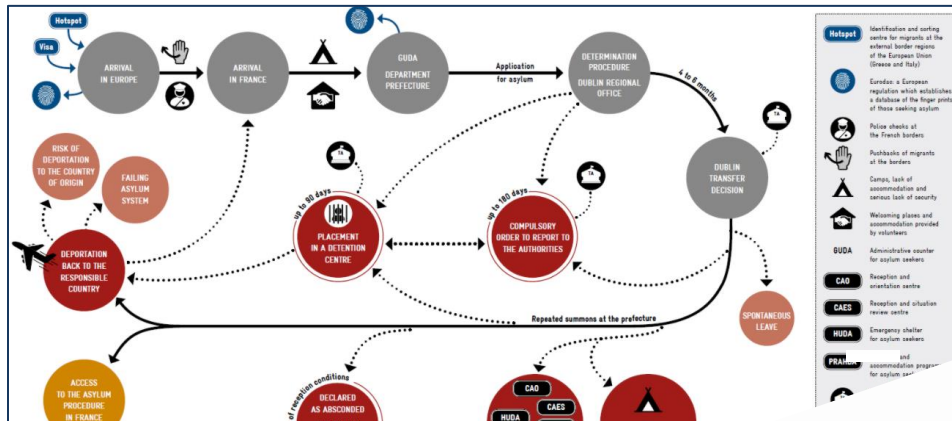 Hotspot
Visa
ARRIVAL
IN EUROPE
ARRIVAL
IN FRANCE
GUDA
DEPARTMENT
PREFECTURE
Application
for asylum
DETERMINATION
PROCEDURE
DUBLIN REGIONAL
OFFICE
4 to 6 months
TA
DUBLIN
TRANSFER
DECISION
RISK OF
DEPORTATION
TO THE COUNTRY
OF ORIGIN
FAILING
ASYLUM
SYSTEM
DEPORTATION
BACK TO THE
RESPONSIBLE
COUNTRY
TA
up to 90 days
PLACEMENT
IN A DETENTION
CENTRE
TA
up to 180 days
COMPULSORY
ORDER TO REPORT TO
THE AUTHORITIES
SPONTANEOUS
LEAVE
Repeated summons at the prefecture
ACCESS
TO THE ASYLUM
PROCEDURE
IN FRANCE
of reception conditions
DECLARED
AS ABSCONDED
CAO
CAES
HUDA
Hotspot
Identification and sorting
centre for migrants at the
external border regions
of the European Union
(Greece and Italy)
Eurodac: a European
regulation which establishes
a database of the finger prints
of those seeking asylum
Police checks at
the French borders
Pushbacks of migrants
at the borders
Camps, lack of
accommodation and
serious lack of security
Welcoming places and
accommodation provided
by volunteers
GUDA
Administrative counter
for asylum seekers
CAO
Reception and
orientation centre
CAES
Reception and situation
review centre
HUDA
Emergency shelter
for asylum seekers
and
accommodation
for asylum